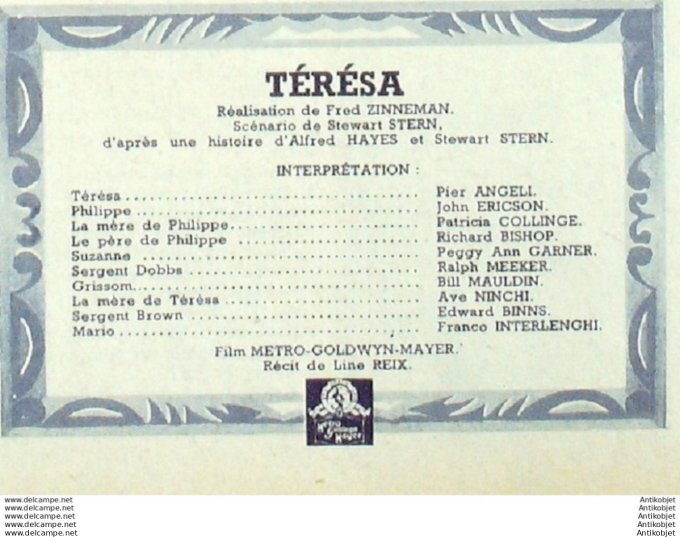 TÉRÉSA
Réalisation de Fred ZINNEMAN.
Scénario de Stewart STERN,
d'après une histoire d'Alfred HAYES et Stewart STERN.
INTERPRÉTATION :
Térésa ........................................ Pier ANGELI.
Philippe ...................................... John ERICSON.
La mère de Philippe........................... Patricia COLLINGE.
Le père de Philippe ........................... Richard BISHOP.
Suzanne ....................................... Peggy Ann GARNER.
Sergent Dobbs ................................ Ralph MEEKER.
Grissom........................................ Bill MAULDIN.
La mère de Térésa ............................ Ave NINCHI.
Sergent Brown ................................ Edward BINNS.
Mario.......................................... Franco INTERLENGHI.
Film METRO-GOLDWYN-MAYER.
Récit de Line REIX.
Metro
Goldwyn
Mayer
www.delcampe.net Antikobjet
www.delcampe.net Antikobjet
www.delcampe.net Antikobjet
www.delcampe.net Antikobjet
www.delcampe.net Antikobjet